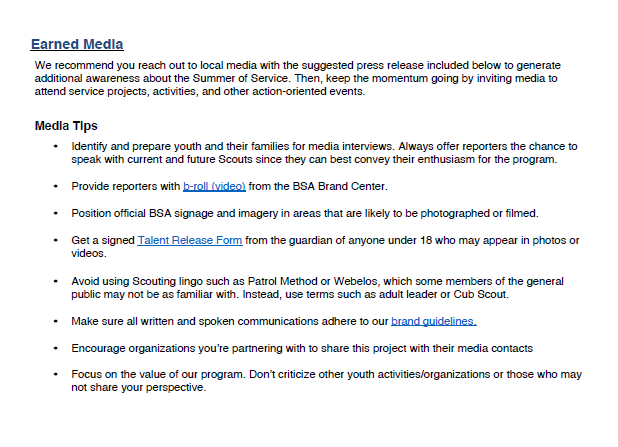 Earned Media
We recommend you reach out to local media with the suggested press release included below to generate
additional awareness about the Summer of Service. Then, keep the momentum going by inviting media to
attend service projects, activities, and other action-oriented events.
Media Tips
• Identify and prepare youth and their families for media interviews. Always offer reporters the chance to
speak with current and future Scouts since they can best convey their enthusiasm for the program.
• Provide reporters with b-roll (video) from the BSA Brand Center.
• Position official BSA signage and imagery in areas that are likely to be photographed or filmed.
• Get a signed Talent Release Form from the guardian of anyone under 18 who may appear in photos or
videos.
• Avoid using Scouting lingo such as Patrol Method or Webelos, which some members of the general
public may not be as familiar with. Instead, use terms such as adult leader or Cub Scout.
• Make sure all written and spoken communications adhere to our brand guidelines.
• Encourage organizations you're partnering with to share this project with their media contacts
• Focus on the value of our program. Don't criticize other youth activities/organizations or those who may
not share your perspective.